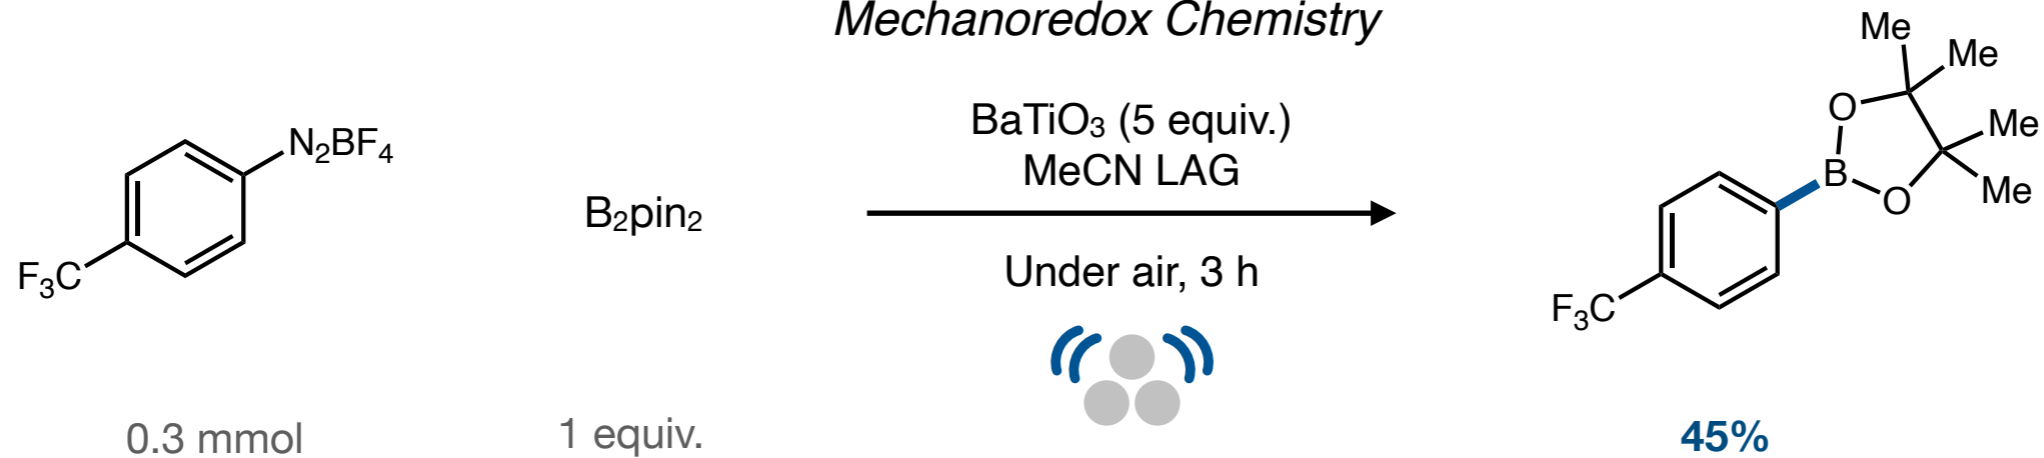 Mechanoredox Chemistry
N₂BF₄
F₃C
B₂pin₂
BaTiO₃ (5 equiv.)
MeCN LAG
Under air, 3 h
Me
Me
O
Me
B
O
Me
F₃C
0.3 mmol
1 equiv.
45%